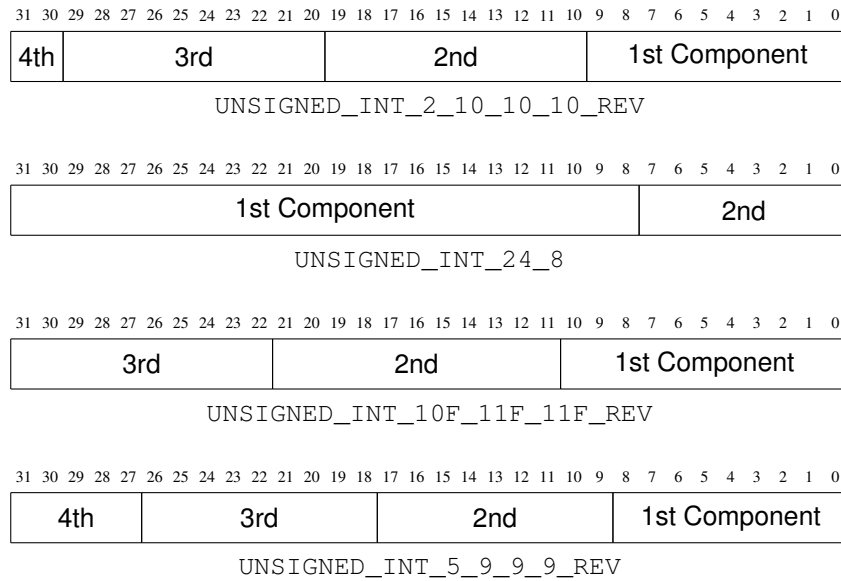 31 30 29 28 27 26 25 24 23 22 21 20 19 18 17 16 15 14 13 12 11 10 9 8 7 6 5 4 3 2 1 0
4th 3rd 2nd 1st Component
UNSIGNED_INT_2_10_10_10_REV
31 30 29 28 27 26 25 24 23 22 21 20 19 18 17 16 15 14 13 12 11 10 9 8 7 6 5 4 3 2 1 0
1st Component 2nd
UNSIGNED_INT_24_8
31 30 29 28 27 26 25 24 23 22 21 20 19 18 17 16 15 14 13 12 11 10 9 8 7 6 5 4 3 2 1 0
3rd 2nd 1st Component
UNSIGNED_INT_10F_11F_11F_REV
31 30 29 28 27 26 25 24 23 22 21 20 19 18 17 16 15 14 13 12 11 10 9 8 7 6 5 4 3 2 1 0
4th 3rd 2nd 1st Component
UNSIGNED_INT_5_9_9_9_REV